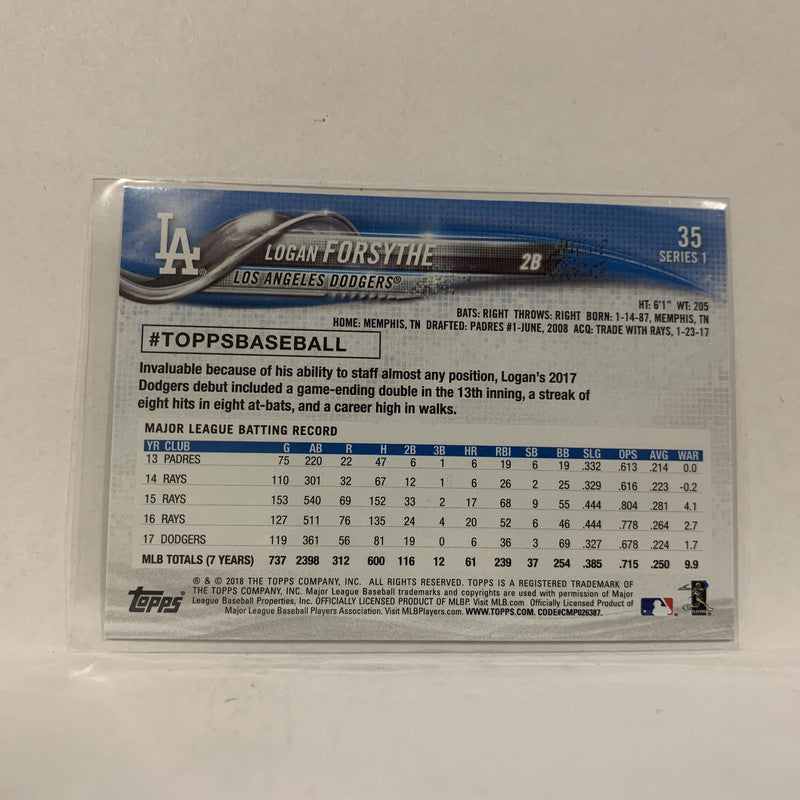 LA®
LOGAN FORSYTHE
2B
LOS ANGELES DODGERS®
35
SERIES 1
HT: 6'1" WT: 205
BATS: RIGHT THROWS: RIGHT BORN: 1-14-87, MEMPHIS, TN
HOME: MEMPHIS, TN DRAFTED: PADRES #1-JUNE, 2008 ACQ: TRADE WITH RAYS, 1-23-17
#TOPPSBASEBALL
Invaluable because of his ability to staff almost any position, Logan's 2017
Dodgers debut included a game-ending double in the 13th inning, a streak of
eight hits in eight at-bats, and a career high in walks.
MAJOR LEAGUE BATTING RECORD
YR CLUB G AB R H 2B 3B HR RBI SB BB SLG OPS AVG WAR
13 PADRES 75 220 22 47 6 1 6 19 6 19 .332 .613 .214 0.0
14 RAYS 110 301 32 67 12 1 6 26 2 25 .329 .616 .223 -0.2
15 RAYS 153 540 69 152 33 2 17 68 9 55 .444 .804 .281 4.1
16 RAYS 127 511 76 135 24 4 20 52 6 46 .444 .778 .264 2.7
17 DODGERS 119 361 56 81 19 0 6 36 3 69 .327 .678 .224 1.7
MLB TOTALS (7 YEARS) 737 2398 312 600 116 12 61 239 37 254 .385 .715 .250 9.9
® & © 2018 THE TOPPS COMPANY, INC. ALL RIGHTS RESERVED. TOPPS IS A REGISTERED TRADEMARK OF
THE TOPPS COMPANY, INC. Major League Baseball trademarks and copyrights are used with permission of Major
League Baseball Properties, Inc. OFFICIALLY LICENSED PRODUCT OF MLBP. Visit MLB.com Officially Licensed Product of
Major League Baseball Players Association. Visit MLBPlayers.com. WWW.TOPPS.COM. CODE#CMP026387.
topps®